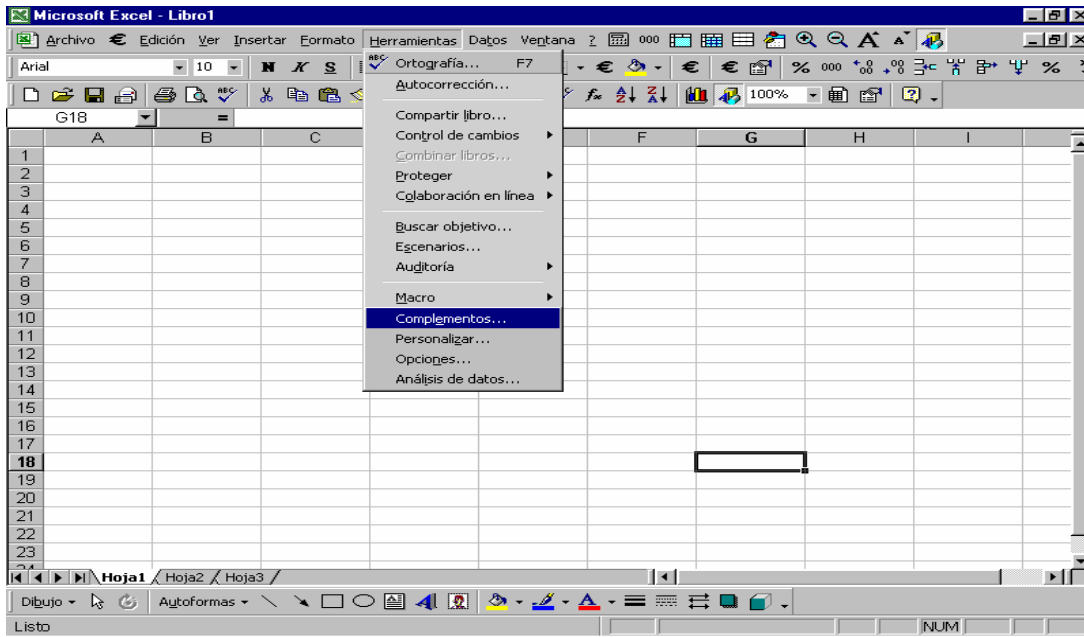 Microsoft Excel - Libro1
Archivo € Edición Ver Insertar Formato Herramientas Datos Ventana ? 000
Arial 10 N K S € € € % 000 %
100%
G18 =
A B C F G H I
Ortografía... F7
Autocorrección...
Compartir libro...
Control de cambios
Combinar libros...
Proteger
Colaboración en línea
Buscar objetivo...
Escenarios...
Auditoría
Macro
Complementos...
Personalizar...
Opciones...
Análisis de datos...
1
2
3
4
5
6
7
8
9
10
11
12
13
14
15
16
17
18
19
20
21
22
23
24
Hoja1 Hoja2 Hoja3
Dibujo Autoformas
Listo NUM